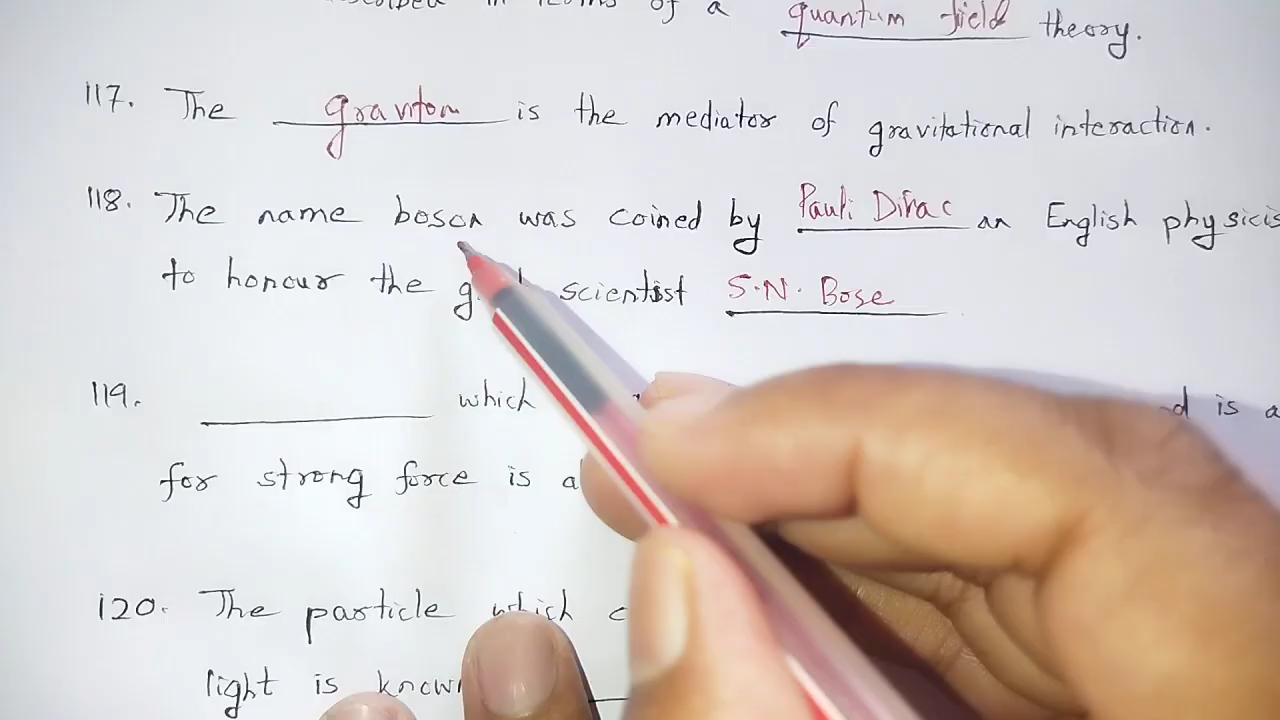 in terms of a quantum field theory.
117. The graviton is the mediator of gravitational interaction.
118. The name boson was coined by Pauli Dirac an English
to honour the scientist S.N. Bose
119. which is a
for strong force is
120. The particle which
light is